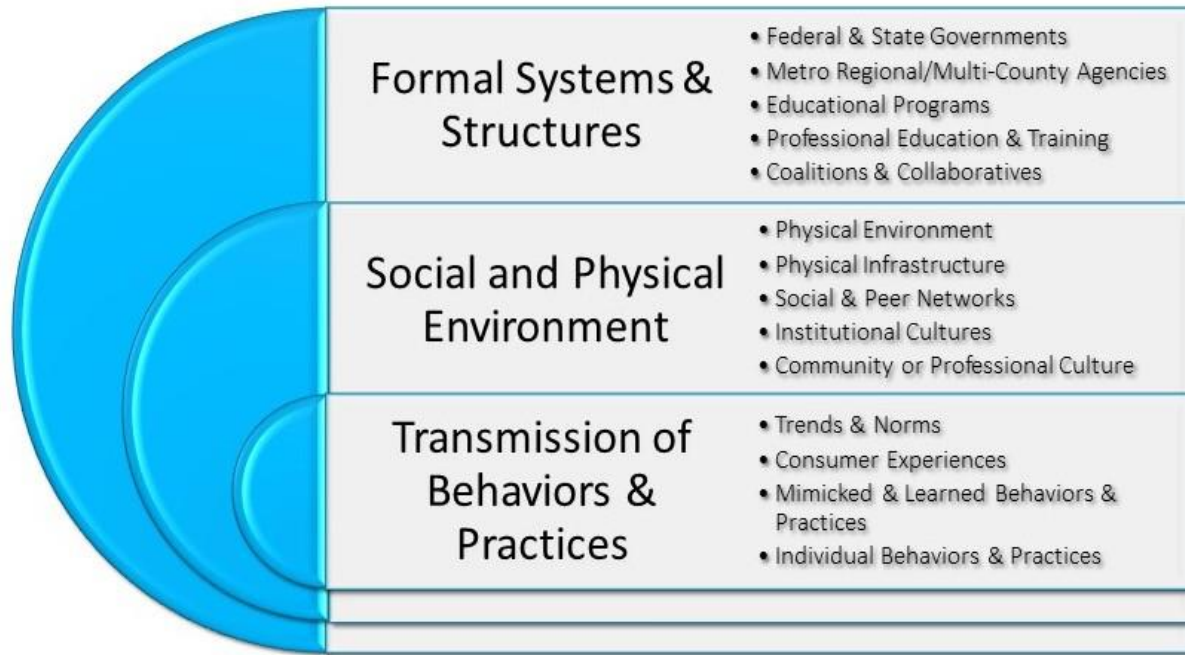 Formal Systems &
Structures
• Federal & State Governments
• Metro Regional/Multi-County Agencies
• Educational Programs
• Professional Education & Training
• Coalitions & Collaboratives
Social and Physical
Environment
• Physical Environment
• Physical Infrastructure
• Social & Peer Networks
• Institutional Cultures
• Community or Professional Culture
Transmission of
Behaviors &
Practices
• Trends & Norms
• Consumer Experiences
• Mimicked & Learned Behaviors &
Practices
• Individual Behaviors & Practices